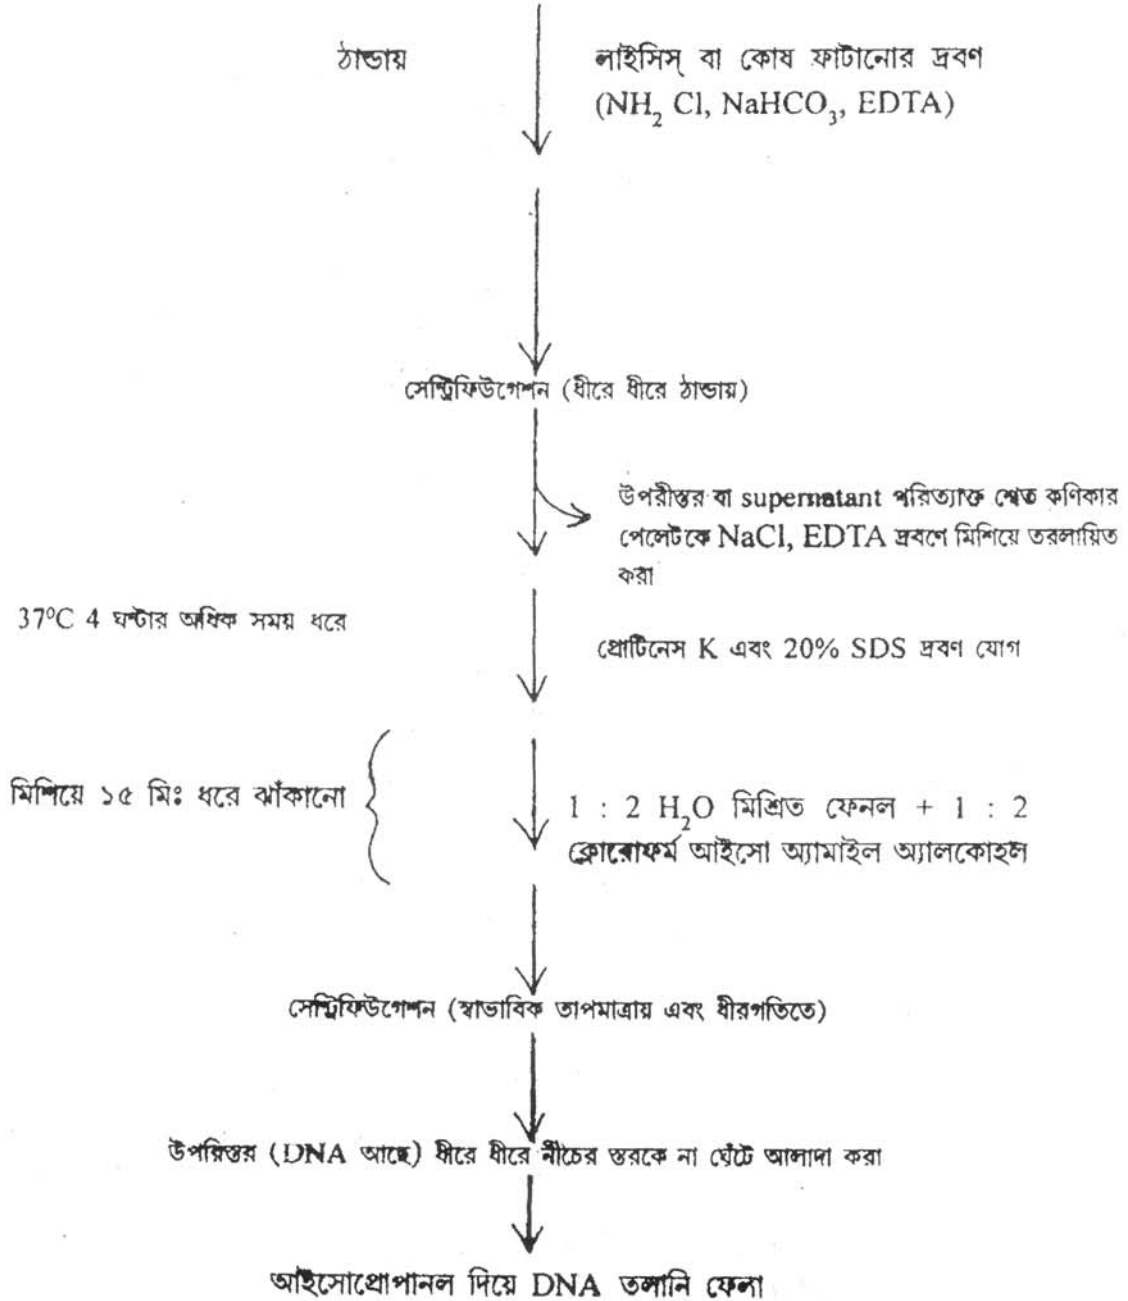 ঠান্ডায়
লাইসিস্ বা কোষ ফাটানোর দ্রবণ
(NH₂ Cl, NaHCO₃, EDTA)
সেন্ট্রিফিউগেশন (ধীরে ধীরে ঠান্ডায়)
উপরীস্তর বা supernatant পরিত্যাক্ত শ্বেত কণিকার
পেলেটকে NaCl, EDTA দ্রবণে মিশিয়ে তরলায়িত
করা
37°C 4 ঘন্টার অধিক সময় ধরে
প্রোটিনেস K এবং 20% SDS দ্রবণ যোগ
মিশিয়ে ১৫ মিঃ ধরে ঝাঁকানো
1 : 2 H₂O মিশ্রিত ফেনল + 1 : 2
ক্লোরোফর্ম আইসো অ্যামাইল অ্যালকোহল
সেন্ট্রিফিউগেশন (স্বাভাবিক তাপমাত্রায় এবং ধীরগতিতে)
উপরিস্তর (DNA আছে) ধীরে ধীরে নীচের স্তরকে না ঘেঁটে আলাদা করা
আইসোপ্রোপানল দিয়ে DNA তলানি ফেলা